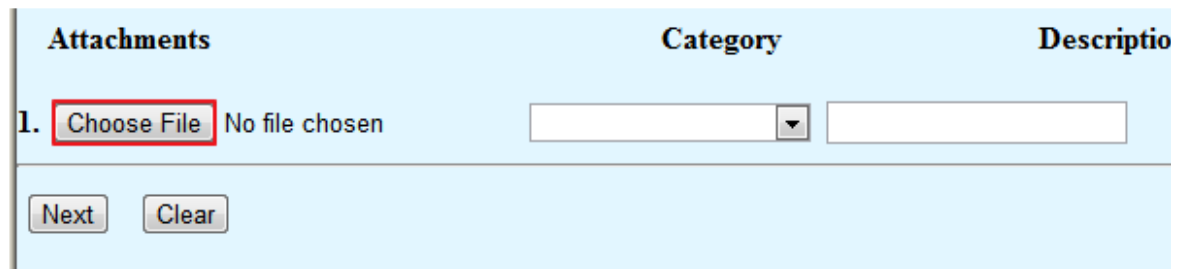 Attachments Category Descriptio
1. Choose File No file chosen
Next Clear